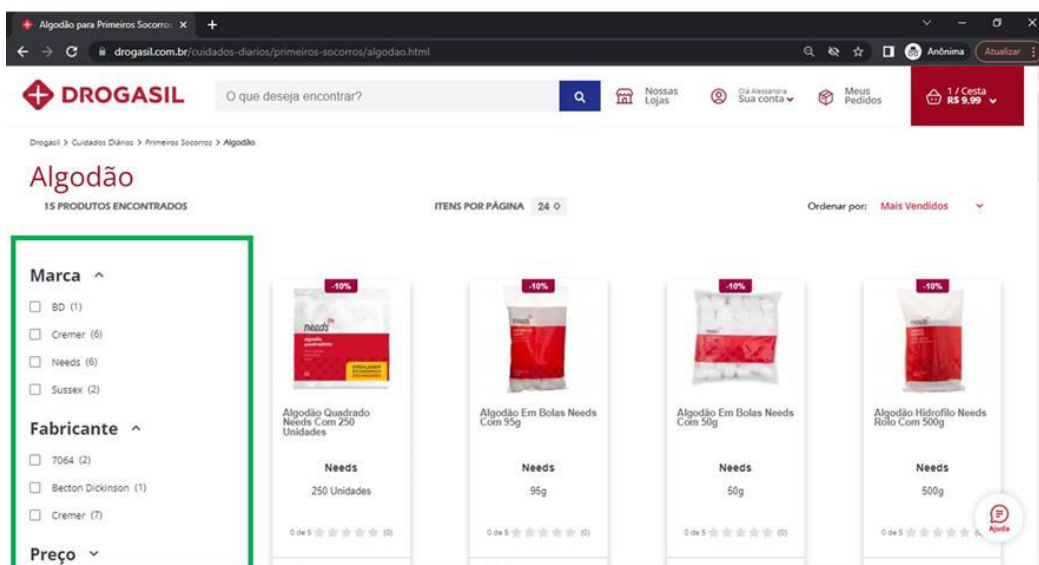 Algodão para Primeiros Socorro
Anônima
Atualizar
drogasil.com.br/cuidados-diarios/primeiros-socorros/algodao.html
DROGASIL
O que deseja encontrar?
Nossas
Lojas
Olá Alessandra
Sua conta
Meus
Pedidos
1 / Cesta
R$ 9,99
Drogasil > Cuidados Diários > Primeiros Socorros > Algodão
Algodão
15 PRODUTOS ENCONTRADOS
ITENS POR PÁGINA 24
Ordenar por: Mais Vendidos
Marca
BD (1)
Cremer (6)
Needs (6)
Sussex (2)
Fabricante
7064 (2)
Becton Dickinson (1)
Cremer (7)
Preço
-10%
needs
Algodão Quadrado
Needs Com 250
Unidades
Needs
250 Unidades
0 de 5 (0)
-10%
needs
Algodão Em Bolas Needs
Com 95g
Needs
95g
0 de 5 (0)
-10%
needs
Algodão Em Bolas Needs
Com 50g
Needs
50g
0 de 5 (0)
-10%
needs
Algodão Hidrofilo Needs
Rolo Com 500g
Needs
500g
0 de 5
Ajuda